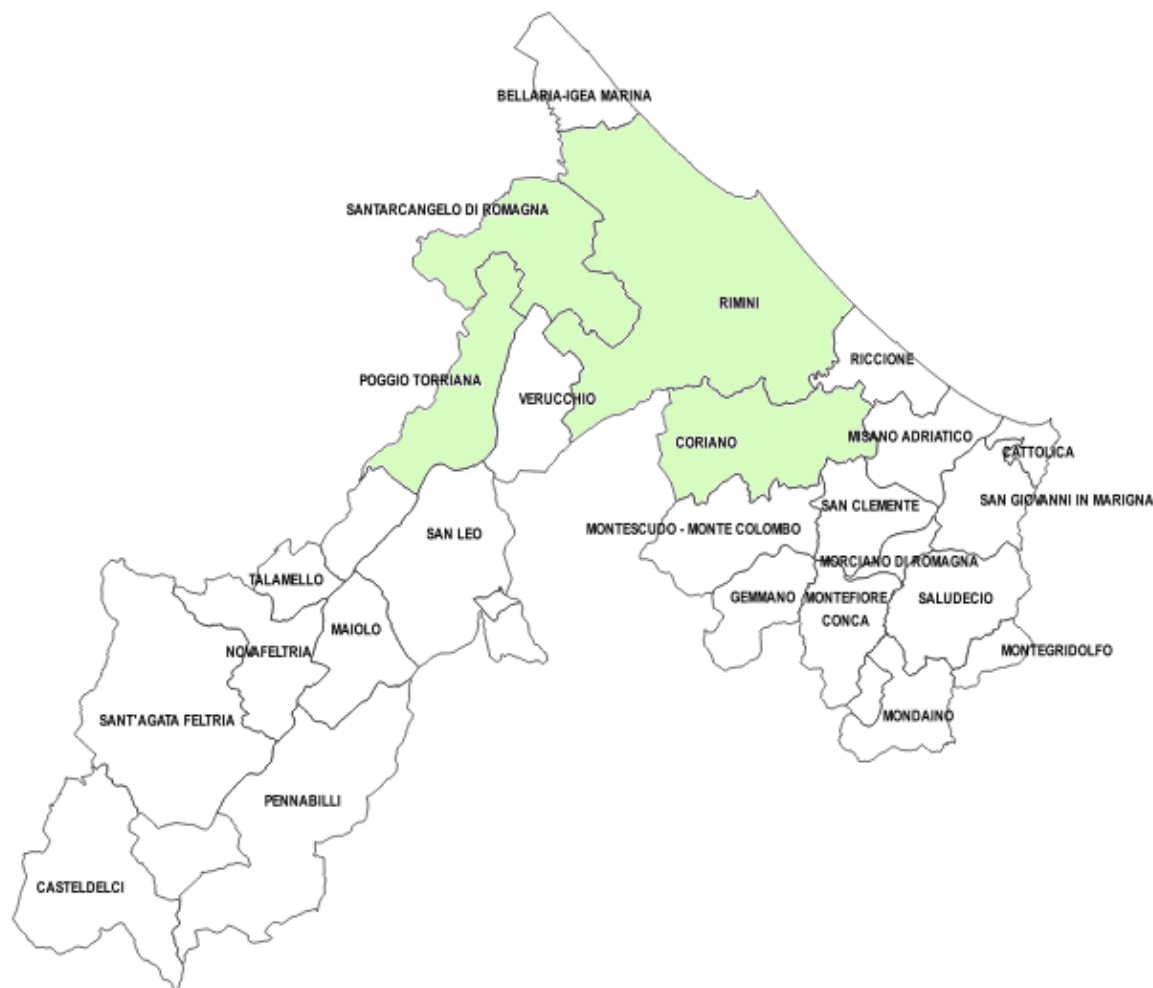 BELLARIA-IGEA MARINA
SANTARCANGELO DI ROMAGNA
RIMINI
RICCIONE
POGGIO TORRIANA
VERUCCHIO
CORIANO
MISANO ADRIATICO
CATTOLICA
SAN GIOVANNI IN MARIGNA
SAN CLEMENTE
MONTESCUDO - MONTE COLOMBO
SAN LEO
MORCIANO DI ROMAGNA
TALAMELLO
GEMMANO
MONTEFIORE
CONCA
SALUDECIO
MAIOLO
NOVAFELTRIA
MONTEGRIDOLFO
SANT'AGATA FELTRIA
MONDAINO
PENNABILLI
CASTELDELCI